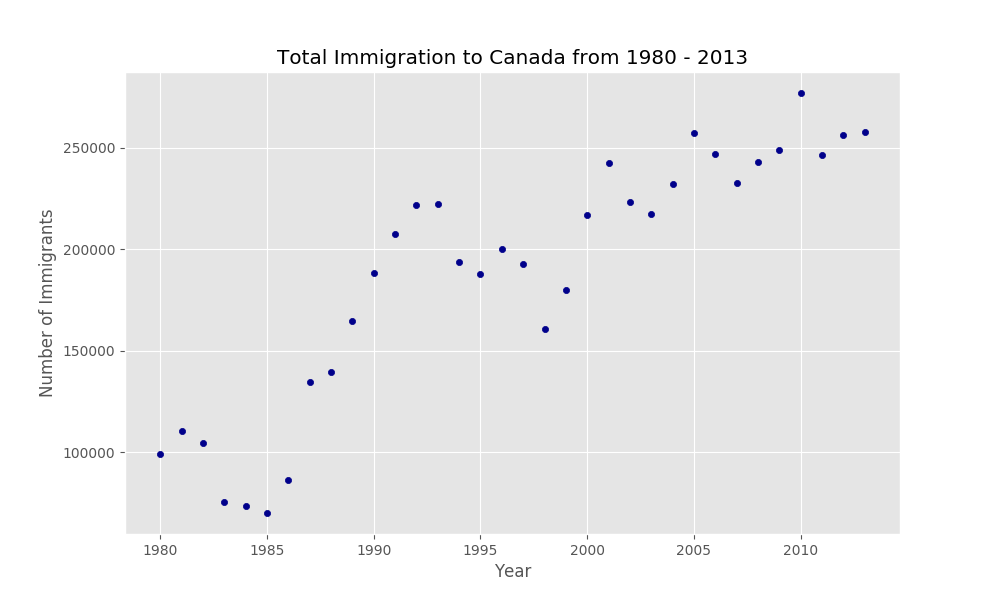 Total Immigration to Canada from 1980 - 2013
Number of Immigrants
250000
200000
150000
100000
1980 1985 1990 1995 2000 2005 2010
Year